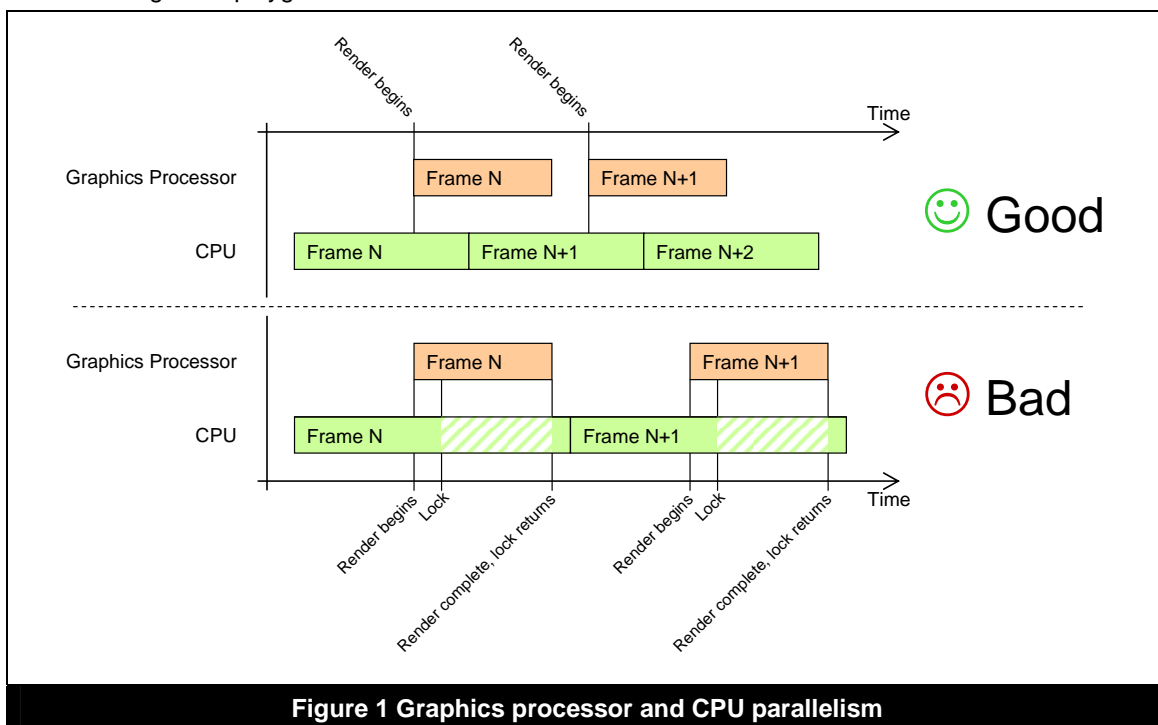 Render begins
Render begins
Time
Graphics Processor
Frame N
Frame N+1
Good
CPU
Frame N
Frame N+1
Frame N+2
Graphics Processor
Frame N
Frame N+1
Bad
CPU
Frame N
Frame N+1
Time
Render begins
Lock
Render complete, lock returns
Render begins
Lock
Render complete, lock returns
Figure 1 Graphics processor and CPU parallelism